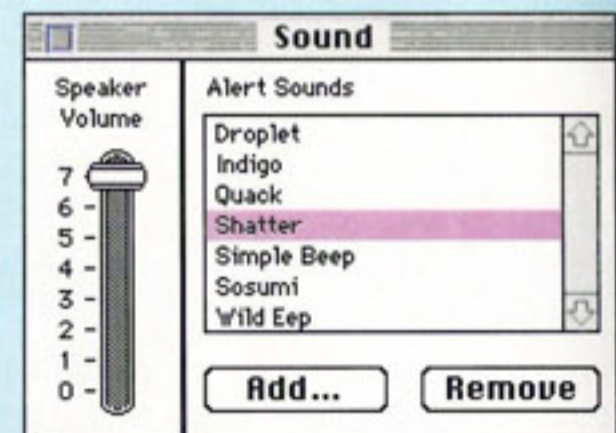 Sound
Speaker
Volume
7
6 -
5 -
4 -
3 -
2 -
1 -
0 -
Alert Sounds
Droplet
Indigo
Quack
Shatter
Simple Beep
Sosumi
Wild Eep
Add...
Remove